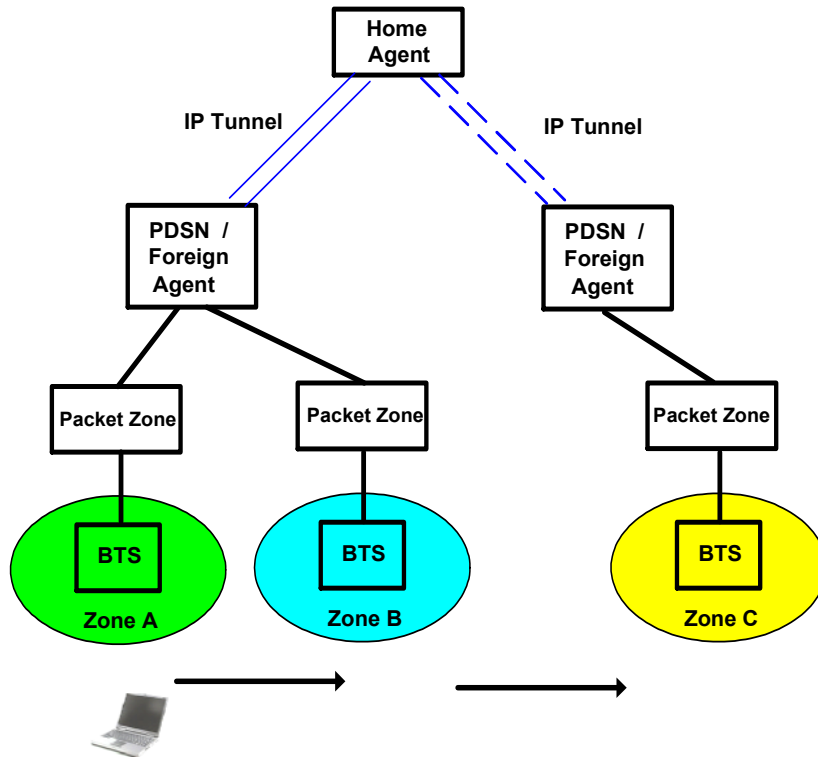 Home
Agent
IP Tunnel
IP Tunnel
PDSN /
Foreign
Agent
PDSN /
Foreign
Agent
Packet Zone
Packet Zone
Packet Zone
BTS
BTS
BTS
Zone A
Zone B
Zone C